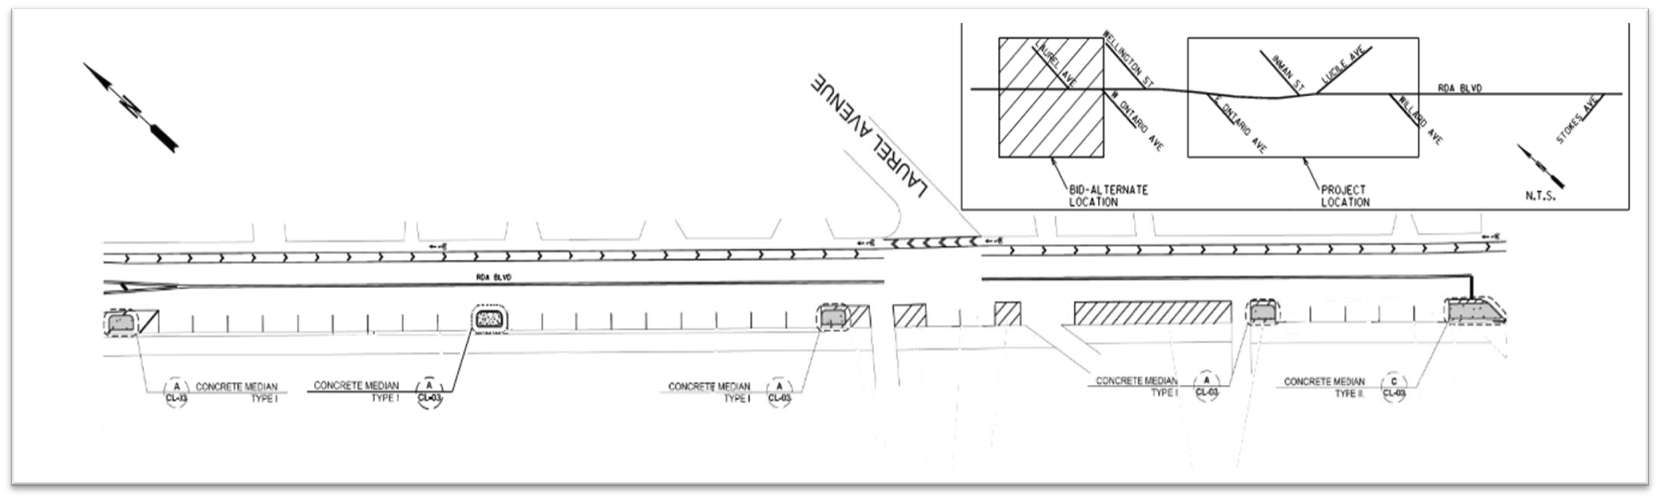 N
LAUREL AVENUE
RDA BLVD
CONCRETE MEDIAN
TYPE I
A
CL-03
CONCRETE MEDIAN
TYPE I
A
CL-03
CONCRETE MEDIAN
TYPE I
A
CL-03
CONCRETE MEDIAN
TYPE I
A
CL-03
CONCRETE MEDIAN
TYPE II
C
CL-03
LAUREL AVE
WELLINGTON ST
W ONTARIO AVE
E ONTARIO AVE
INMAN ST
LUCILE AVE
RDA BLVD
WILLARD AVE
STOKES AVE
BID-ALTERNATE
LOCATION
PROJECT
LOCATION
N.T.S.